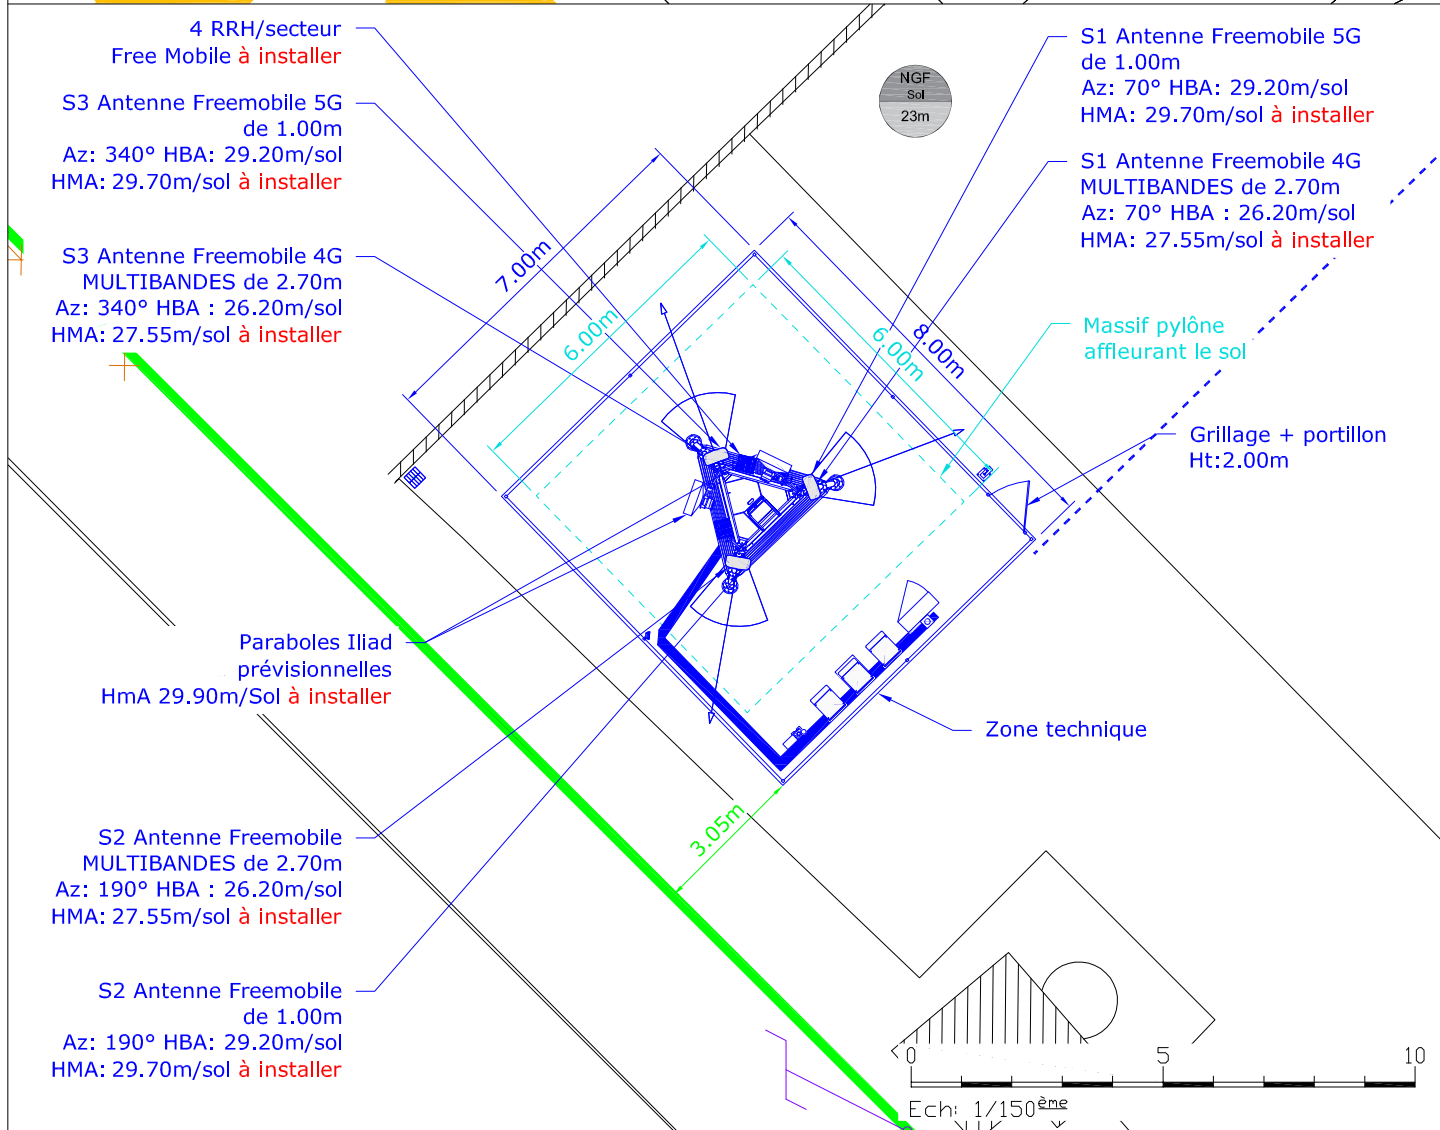 4 RRH/secteur
Free Mobile à installer
S3 Antenne Freemobile 5G
de 1.00m
Az: 340° HBA: 29.20m/sol
HMA: 29.70m/sol à installer
S3 Antenne Freemobile 4G
MULTIBANDES de 2.70m
Az: 340° HBA : 26.20m/sol
HMA: 27.55m/sol à installer
Paraboles Iliad
prévisionnelles
HmA 29.90m/Sol à installer
S2 Antenne Freemobile
MULTIBANDES de 2.70m
Az: 190° HBA : 26.20m/sol
HMA: 27.55m/sol à installer
S2 Antenne Freemobile
de 1.00m
Az: 190° HBA: 29.20m/sol
HMA: 29.70m/sol à installer
NGF
Sol
23m
7.00m
6.00m
6.00m
8.00m
3.05m
S1 Antenne Freemobile 5G
de 1.00m
Az: 70° HBA: 29.20m/sol
HMA: 29.70m/sol à installer
S1 Antenne Freemobile 4G
MULTIBANDES de 2.70m
Az: 70° HBA : 26.20m/sol
HMA: 27.55m/sol à installer
Massif pylône
affleurant le sol
Grillage + portillon
Ht:2.00m
Zone technique
0 5 10
Ech: 1/150ème